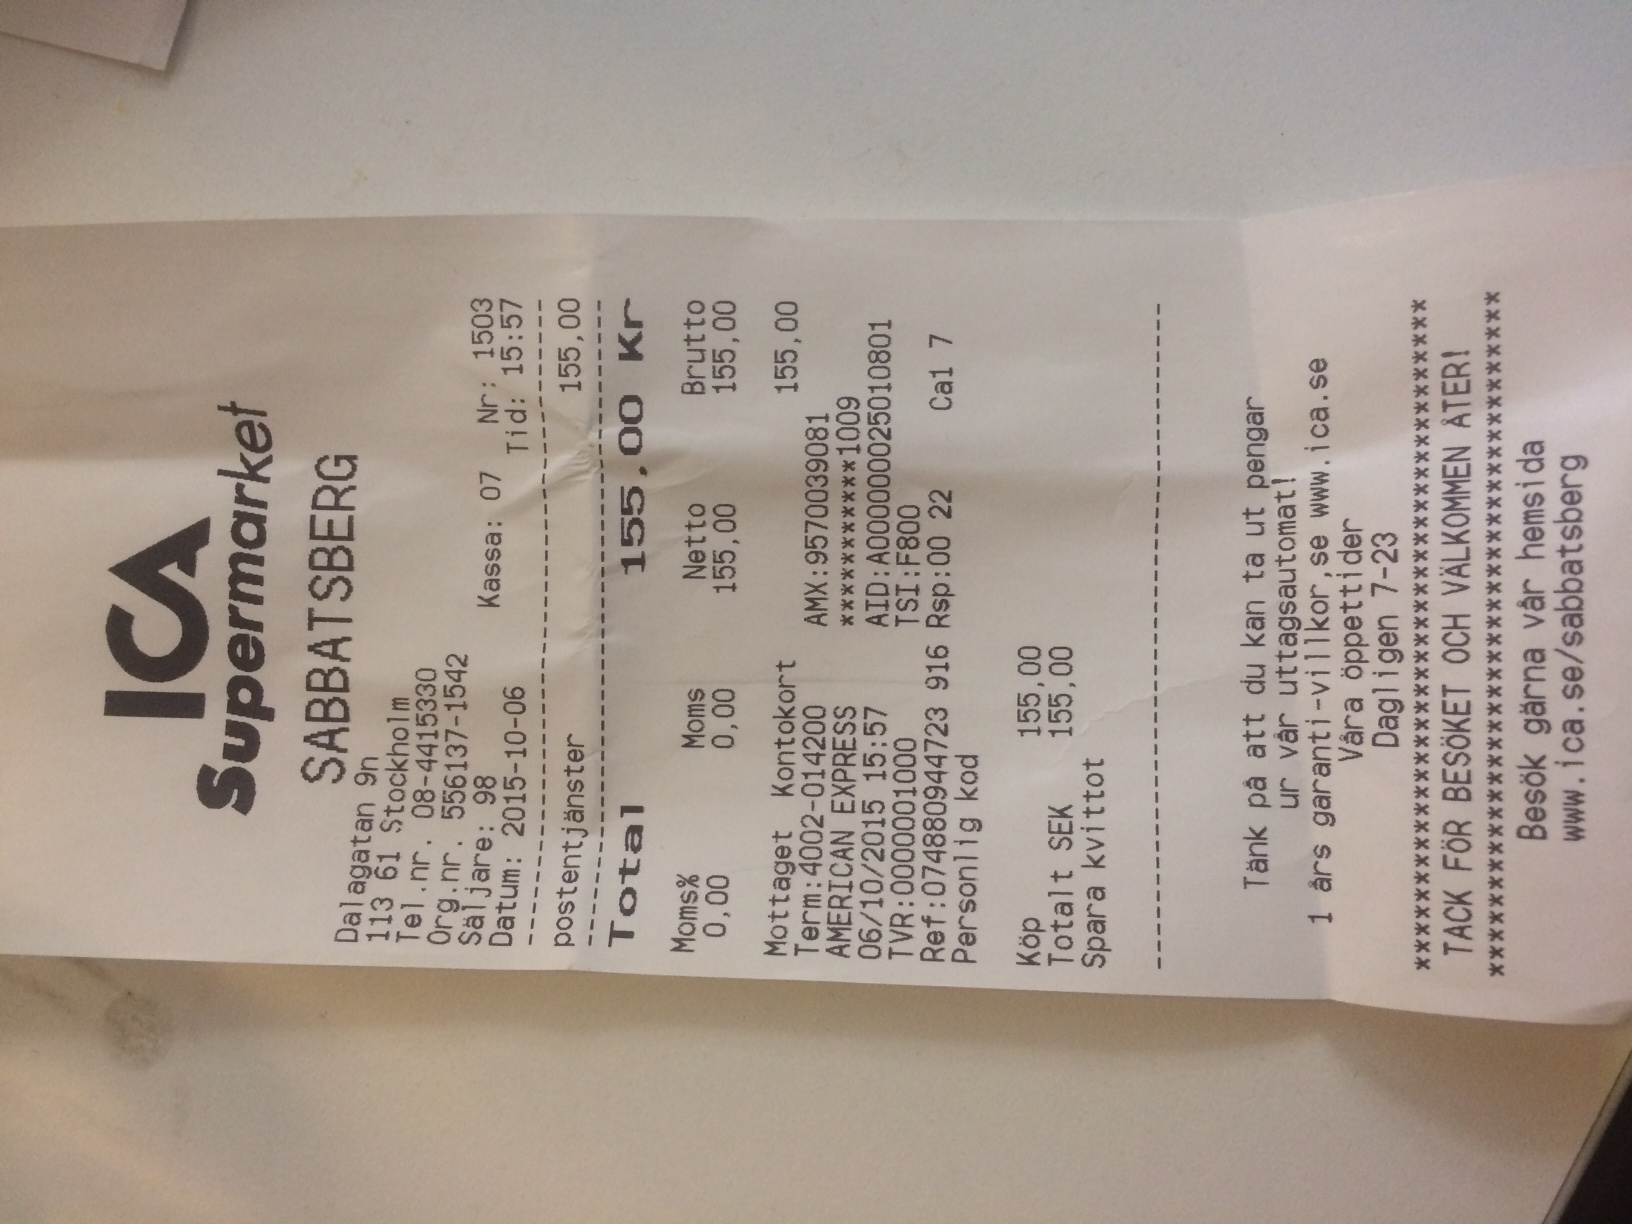 ICA
Supermarket
SABBATSBERG
Dalagatan 9n
113 61 Stockholm
Tel.nr. 08-4415330
Org.nr. 556137-1542
Säljare: 98 Kassa: 07 Nr: 1503
Datum: 2015-10-06 Tid: 15:57
----------------------------------------
postentjänster 155,00
----------------------------------------
Total 155,00 Kr
Moms% Moms Netto Brutto
0,00 0,00 155,00 155,00
Mottaget Kontokort 155,00
Term:4002-014200 AMX:9570039081
AMERICAN EXPRESS ***********1009
06/10/2015 15:57 AID:A000000025010801
TVR:0000001000 TSI:F800
Ref:074880944723 916 Rsp:00 22 Ca1 7
Personlig kod
Köp 155,00
Totalt SEK 155,00
Spara kvittot
----------------------------------------
Tänk på att du kan ta ut pengar
ur vår uttagsautomat!
1 års garanti-villkor,se www.ica.se
Våra öppettider
Dagligen 7-23
****************************************
TACK FÖR BESÖKET OCH VÄLKOMMEN ÅTER!
****************************************
Besök gärna vår hemsida
www.ica.se/sabbatsberg